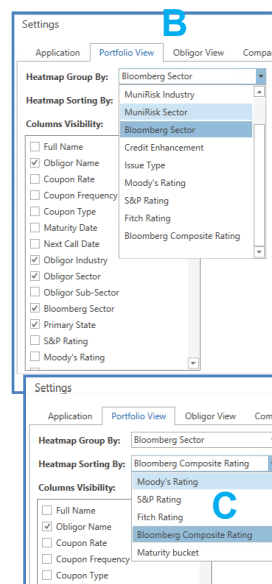 B
Settings
Application Portfolio View Obligor View Compa
Heatmap Group By: Bloomberg Sector
MuniRisk Industry
Heatmap Sorting By: MuniRisk Sector
Columns Visibility: Bloomberg Sector
Full Name Credit Enhancement
Obligor Name Issue Type
Coupon Rate Moody's Rating
Coupon Frequency S&P Rating
Coupon Type Fitch Rating
Maturity Date Bloomberg Composite Rating
Next Call Date
Obligor Industry
Obligor Sector
Obligor Sub-Sector
Bloomberg Sector
Primary State
S&P Rating
Moody's Rating
Settings
Application Portfolio View Obligor View Com
Heatmap Group By: Bloomberg Sector
Heatmap Sorting By: Bloomberg Composite Rating
Columns Visibility: Moody's Rating
S&P Rating
Full Name Fitch Rating
C
Obligor Name Bloomberg Composite Rating
Coupon Rate Maturity bucket
Coupon Frequency
Coupon Type